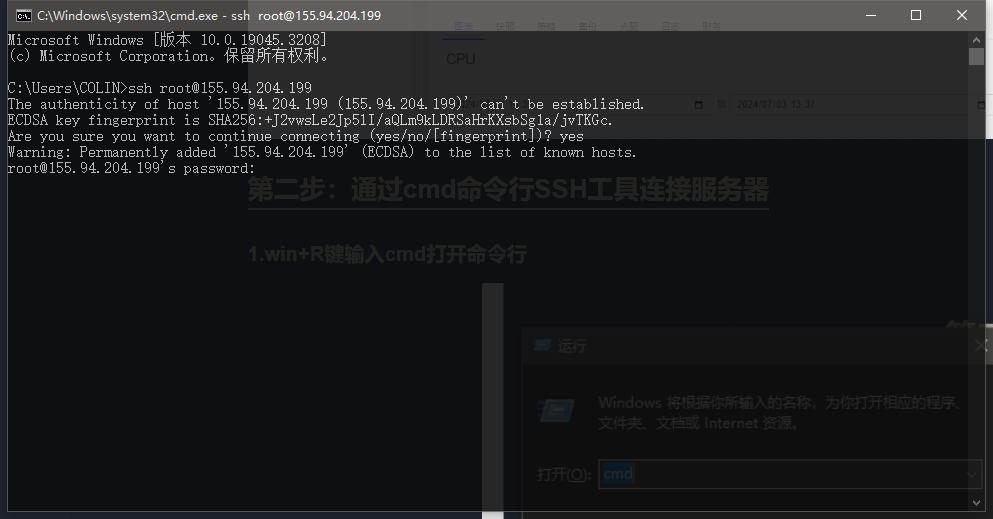 C:\Windows\system32\cmd.exe - ssh root@155.94.204.199
Microsoft Windows [版本 10.0.19045.3208]
(c) Microsoft Corporation。保留所有权利。
CPU
C:\Users\COLIN>ssh root@155.94.204.199
The authenticity of host '155.94.204.199 (155.94.204.199)' can't be established.
2024/07/03 13:37
ECDSA key fingerprint is SHA256:+J2vwsLe2Jp51I/aQLm9kLDRSaHrKXsbSg1a/jvTKGc.
Are you sure you want to continue connecting (yes/no/[fingerprint])? yes
Warning: Permanently added '155.94.204.199' (ECDSA) to the list of known hosts.
root@155.94.204.199's password:
第二步：通过cmd命令行SSH工具连接服务器
1.win+R键输入cmd打开命令行
运行
Windows 将根据你所输入的名称，为你打开相应的程序、
文件夹、文档或 Internet 资源。
打开(O): cmd